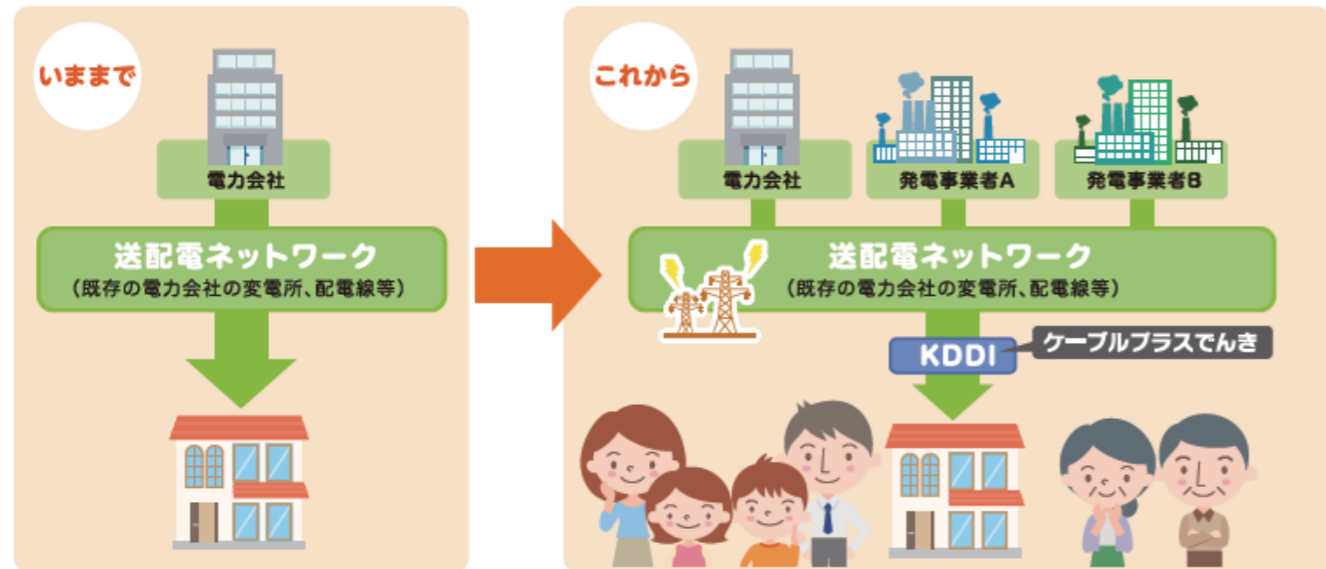 いままで
電力会社
送配電ネットワーク
（既存の電力会社の変電所、配電線等）
これから
電力会社
発電事業者A
発電事業者B
送配電ネットワーク
（既存の電力会社の変電所、配電線等）
KDDI
ケーブルプラスでんき